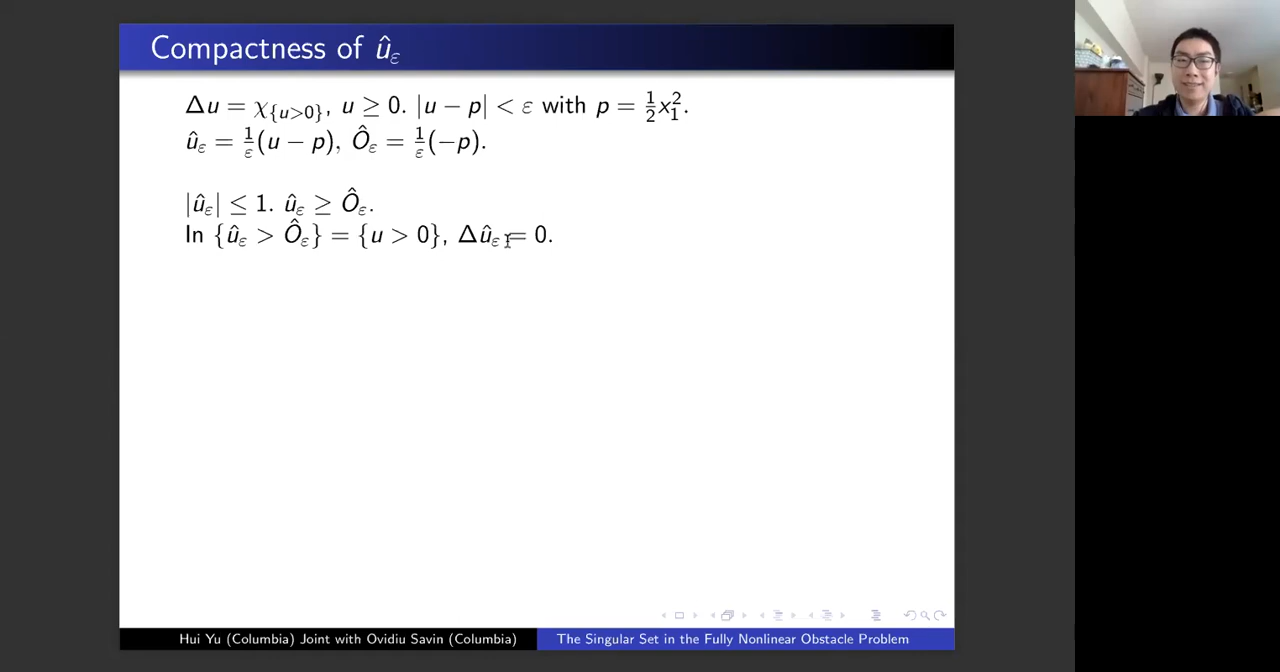 Compactness of û_ε
Δu = χ_{u>0}, u ≥ 0. |u − p| < ε with p = ½x₁².
û_ε = 1/ε(u − p), Ô_ε = 1/ε(−p).
|û_ε| ≤ 1. û_ε ≥ Ô_ε.
In {û_ε > Ô_ε} = {u > 0}, Δû_ε = 0.
Hui Yu (Columbia) Joint with Ovidiu Savin (Columbia)
The Singular Set in the Fully Nonlinear Obstacle Problem